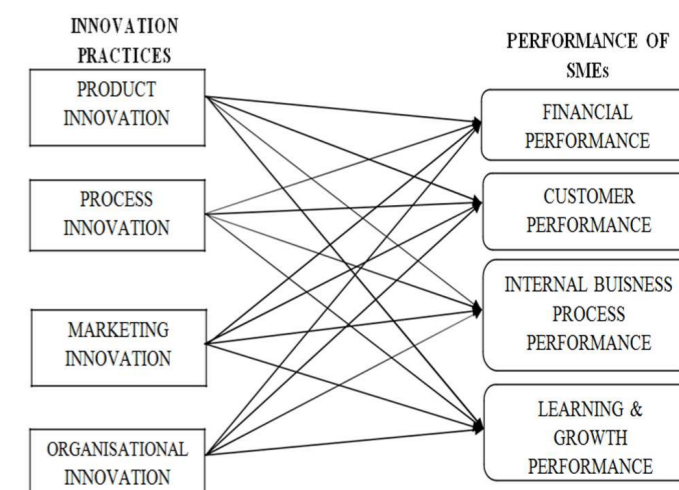 INNOVATION
PRACTICES
PRODUCT
INNOVATION
PROCESS
INNOVATION
MARKETING
INNOVATION
ORGANISATIONAL
INNOVATION
PERFORMANCE OF
SMEs
FINANCIAL
PERFORMANCE
CUSTOMER
PERFORMANCE
INTERNAL BUISNESS
PROCESS
PERFORMANCE
LEARNING &
GROWTH
PERFORMANCE